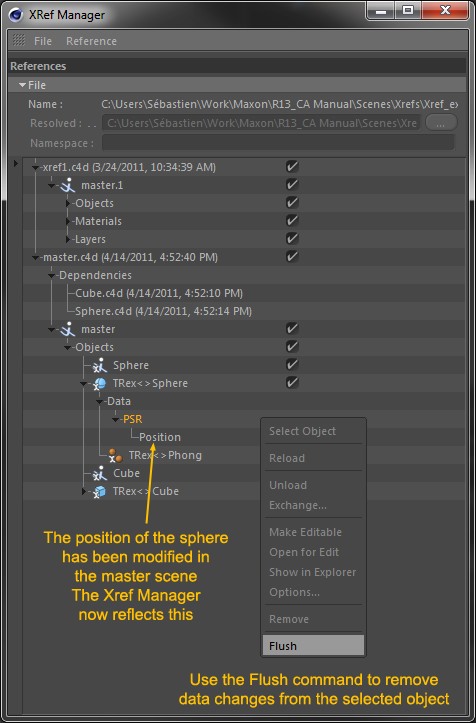 XRef Manager
File Reference
References
File
Name : C:\Users\Sébastien\Work\Maxon\R13_CA Manual\Scenes\Xrefs\Xref_ex
Resolved : . . C:\Users\Sébastien\Work\Maxon\R13_CA Manual\Scenes\Xre ...
Namespace :
xref1.c4d (3/24/2011, 10:34:39 AM)
master.1
Objects
Materials
Layers
master.c4d (4/14/2011, 4:52:40 PM)
Dependencies
Cube.c4d (4/14/2011, 4:52:10 PM)
Sphere.c4d (4/14/2011, 4:52:14 PM)
master
Objects
Sphere
TRex<>Sphere
Data
PSR
Position
TRex<>Phong
Cube
TRex<>Cube
Select Object
Reload
Unload
Exchange...
Make Editable
Open for Edit
Show in Explorer
Options...
Remove
Flush
The position of the sphere
has been modified in
the master scene
The Xref Manager
now reflects this
Use the Flush command to remove
data changes from the selected object